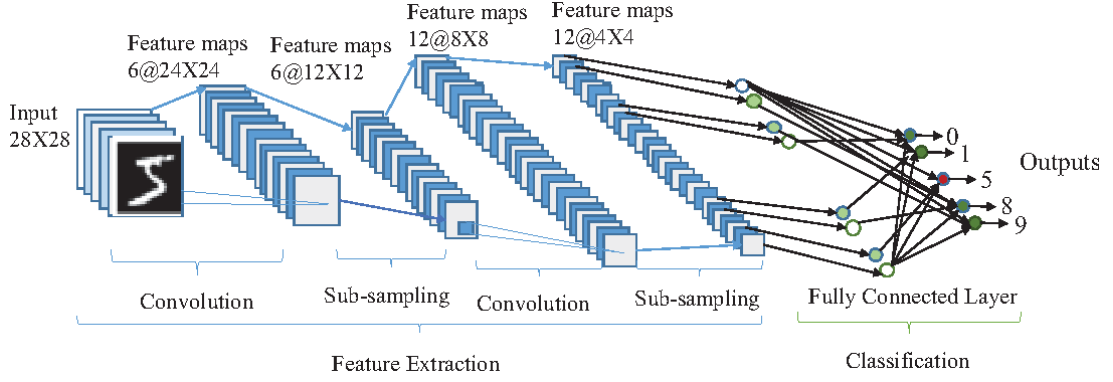 Feature maps
6@24X24
Feature maps
6@12X12
Feature maps
12@8X8
Feature maps
12@4X4
Input
28X28
0
1
5
8
9
Outputs
Convolution
Sub-sampling
Convolution
Sub-sampling
Fully Connected Layer
Feature Extraction
Classification